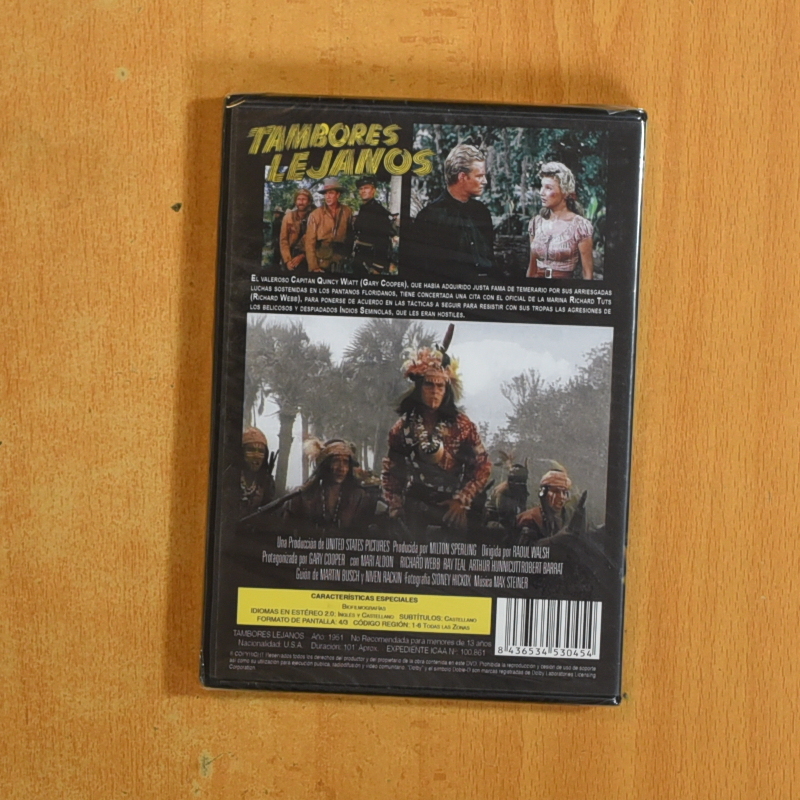 TAMBORES
LEJANOS
EL VALEROSO CAPITAN QUINCY WIATT (GARY COOPER), QUE HABIA ADQUIRIDO JUSTA FAMA DE TEMERARIO POR SUS ARRIESGADAS
LUCHAS SOSTENIDAS EN LOS PANTANOS FLORIDANOS, TIENE CONCERTADA UNA CITA CON EL OFICIAL DE LA MARINA RICHARD TUTS
(RICHARD WEBB), PARA PONERSE DE ACUERDO EN LAS TÁCTICAS A SEGUIR PARA RESISTIR CON SUS TROPAS LAS AGRESIONES DE
LOS BELICOSOS Y DESPIADADOS INDIOS SEMINOLAS, QUE LES ERAN HOSTILES.
Una Producción de UNITED STATES PICTURES Producida por MILTON SPERLING Dirigida por RAOUL WALSH
Protagonizada por GARY COOPER con MARI ALDON RICHARD WEBB RAY TEAL ARTHUR HUNNICUTT ROBERT BARRAT
Guión de MARTIN BUSCH y NIVEN RACKIN Fotografía SIDNEY HICKOX Música MAX STEINER
CARACTERÍSTICAS ESPECIALES
BIOFILMOGRAFÍAS
IDIOMAS EN ESTÉREO 2.0: INGLÉS Y CASTELLANO SUBTÍTULOS: CASTELLANO
FORMATO DE PANTALLA: 4/3 CÓDIGO REGIÓN: 1-6 TODAS LAS ZONAS
TAMBORES LEJANOS Año: 1951 No Recomendada para menores de 13 años
Nacionalidad: U.S.A. Duración: 101 Aprox. EXPEDIENTE ICAA Nº: 100.861
8 436534 530454